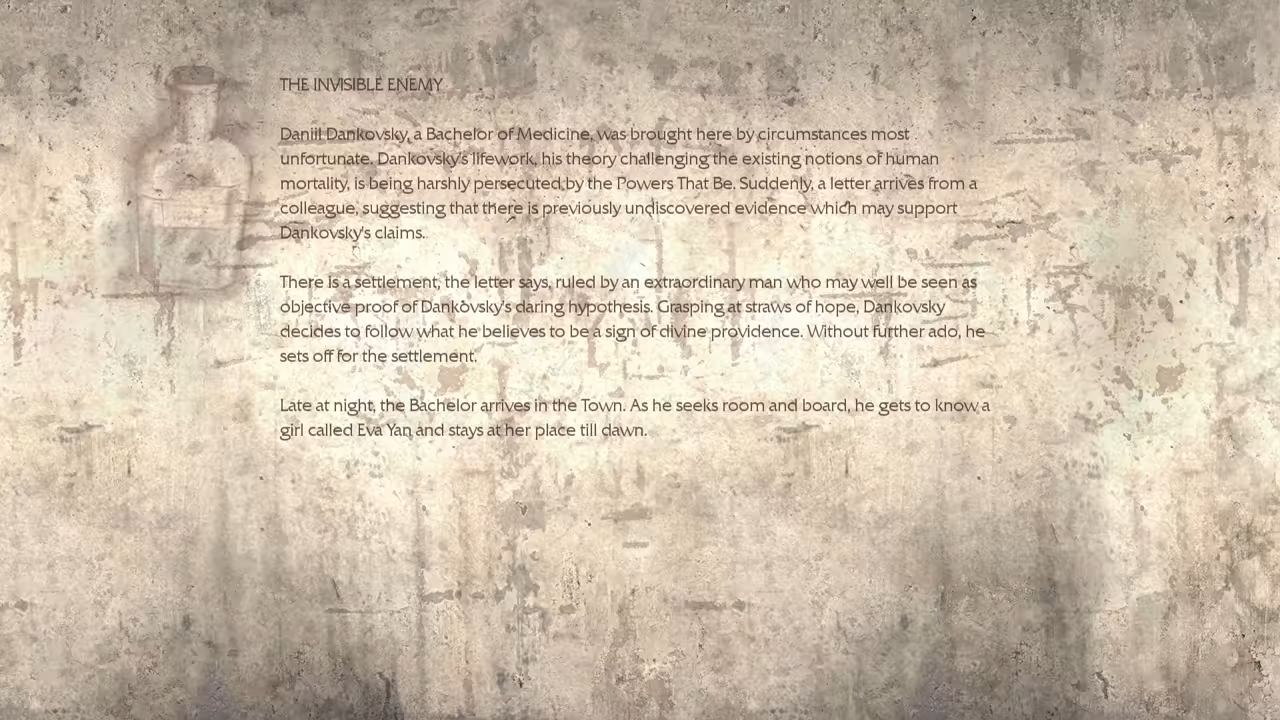 THE INVISIBLE ENEMY
Daniil Dankovsky, a Bachelor of Medicine, was brought here by circumstances most
unfortunate. Dankovsky's lifework, his theory challenging the existing notions of human
mortality, is being harshly persecuted by the Powers That Be. Suddenly, a letter arrives from a
colleague, suggesting that there is previously undiscovered evidence which may support
Dankovsky's claims.
There is a settlement, the letter says, ruled by an extraordinary man who may well be seen as
objective proof of Dankovsky's daring hypothesis. Grasping at straws of hope, Dankovsky
decides to follow what he believes to be a sign of divine providence. Without further ado, he
sets off for the settlement.
Late at night, the Bachelor arrives in the Town. As he seeks room and board, he gets to know a
girl called Eva Yan and stays at her place till dawn.